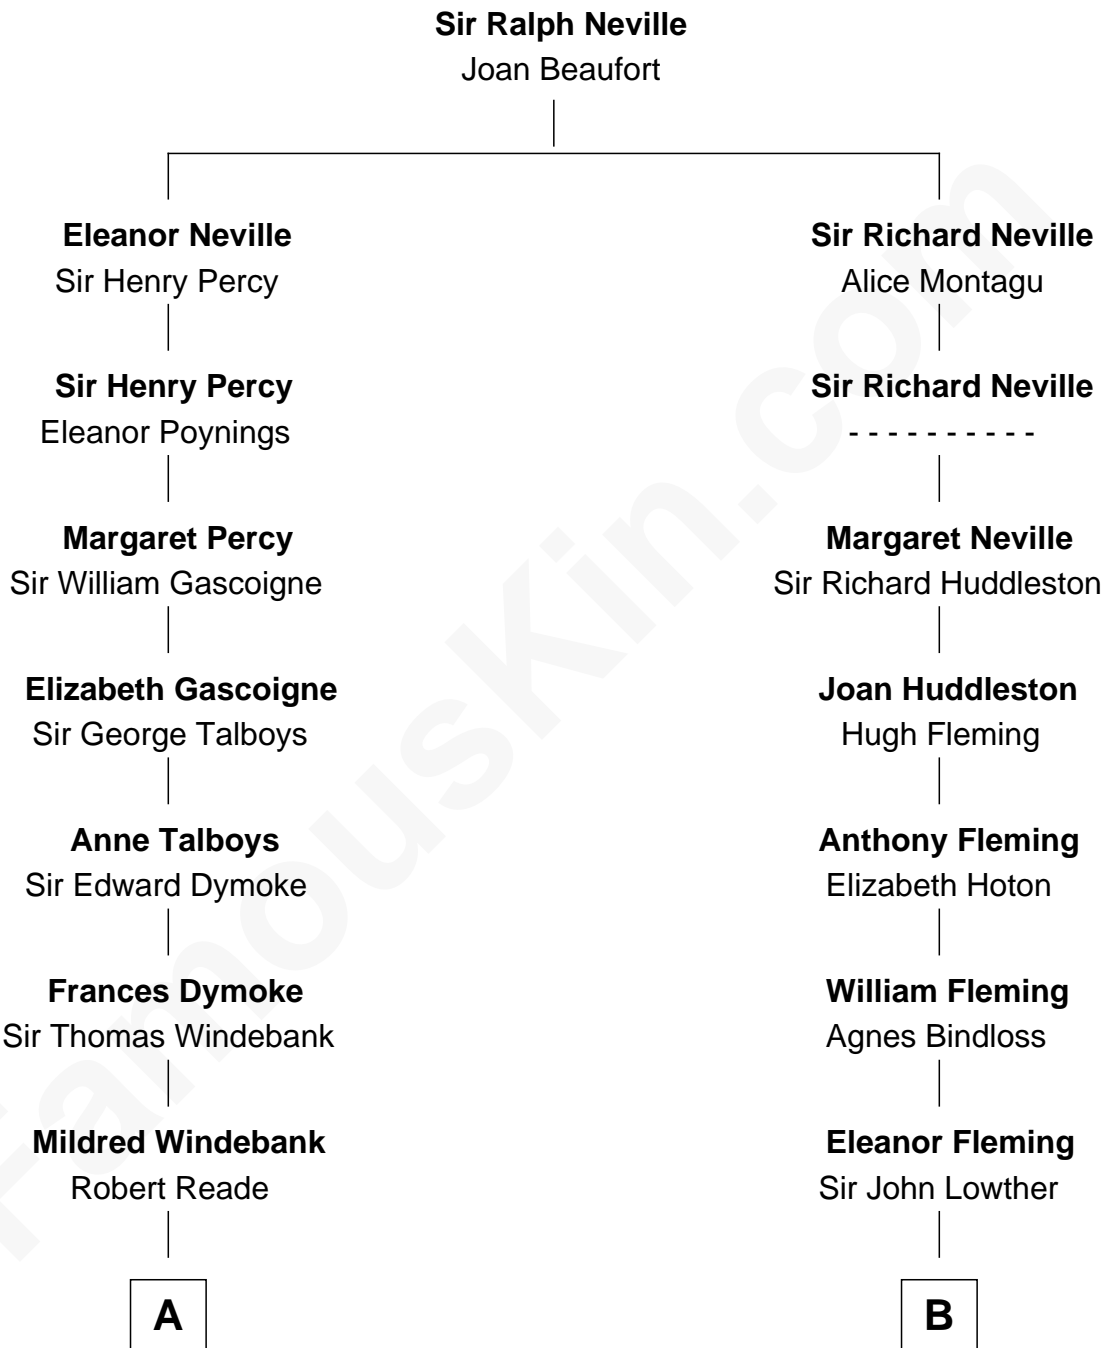 Sir Ralph Neville
Joan Beaufort
Eleanor Neville
Sir Henry Percy
Sir Richard Neville
Alice Montagu
Sir Henry Percy
Eleanor Poynings
Sir Richard Neville
- - - - - - - - - -
Margaret Percy
Sir William Gascoigne
Margaret Neville
Sir Richard Huddleston
Elizabeth Gascoigne
Sir George Talboys
Joan Huddleston
Hugh Fleming
Anne Talboys
Sir Edward Dymoke
Anthony Fleming
Elizabeth Hoton
Frances Dymoke
Sir Thomas Windebank
William Fleming
Agnes Bindloss
Mildred Windebank
Robert Reade
Eleanor Fleming
Sir John Lowther
A
B
FamousKin.com